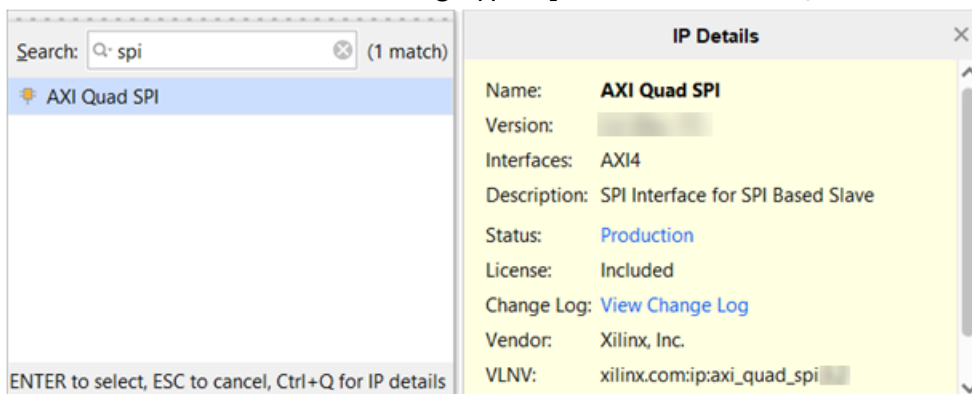 Search: spi (1 match)
AXI Quad SPI
ENTER to select, ESC to cancel, Ctrl+Q for IP details
IP Details
Name: AXI Quad SPI
Version:
Interfaces: AXI4
Description: SPI Interface for SPI Based Slave
Status: Production
License: Included
Change Log: View Change Log
Vendor: Xilinx, Inc.
VLNV: xilinx.com:ip:axi_quad_spi